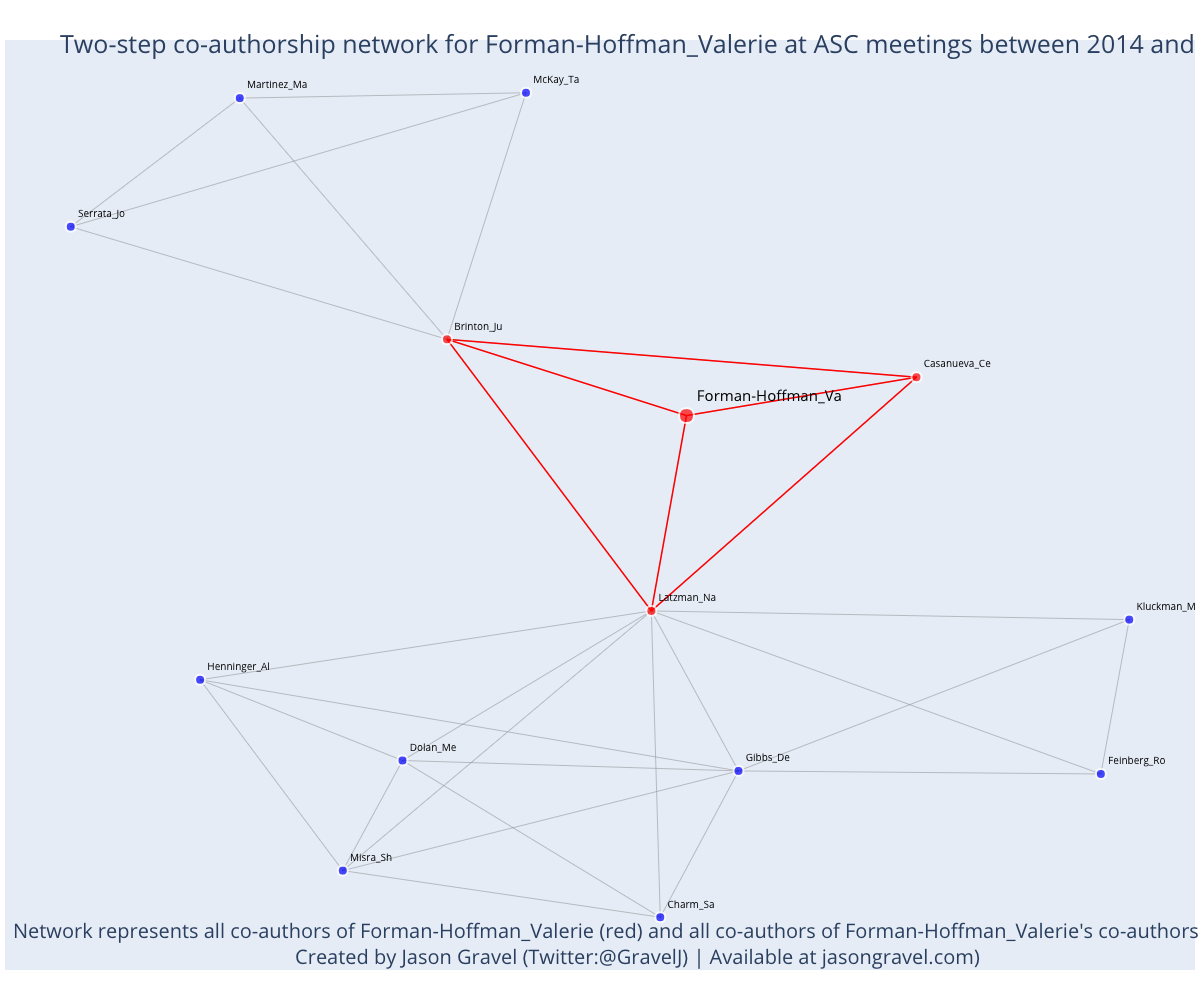 Two-step co-authorship network for Forman-Hoffman_Valerie at ASC meetings between 2014 and
McKay_Ta
Martinez_Ma
Serrata_Jo
Brinton_Ju
Casanueva_Ce
Forman-Hoffman_Va
Latzman_Na
Kluckman_M
Henninger_Al
Dolan_Me
Gibbs_De
Feinberg_Ro
Misra_Sh
Charm_Sa
Network represents all co-authors of Forman-Hoffman_Valerie (red) and all co-authors of Forman-Hoffman_Valerie's co-authors
Created by Jason Gravel (Twitter:@GravelJ) | Available at jasongravel.com)